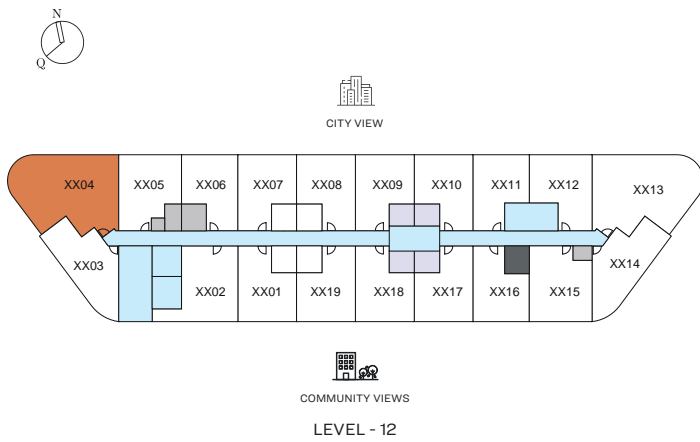 N
Q
CITY VIEW
XX04 XX05 XX06 XX07 XX08 XX09 XX10 XX11 XX12 XX13
XX03 XX02 XX01 XX19 XX18 XX17 XX16 XX15 XX14
COMMUNITY VIEWS
LEVEL - 12